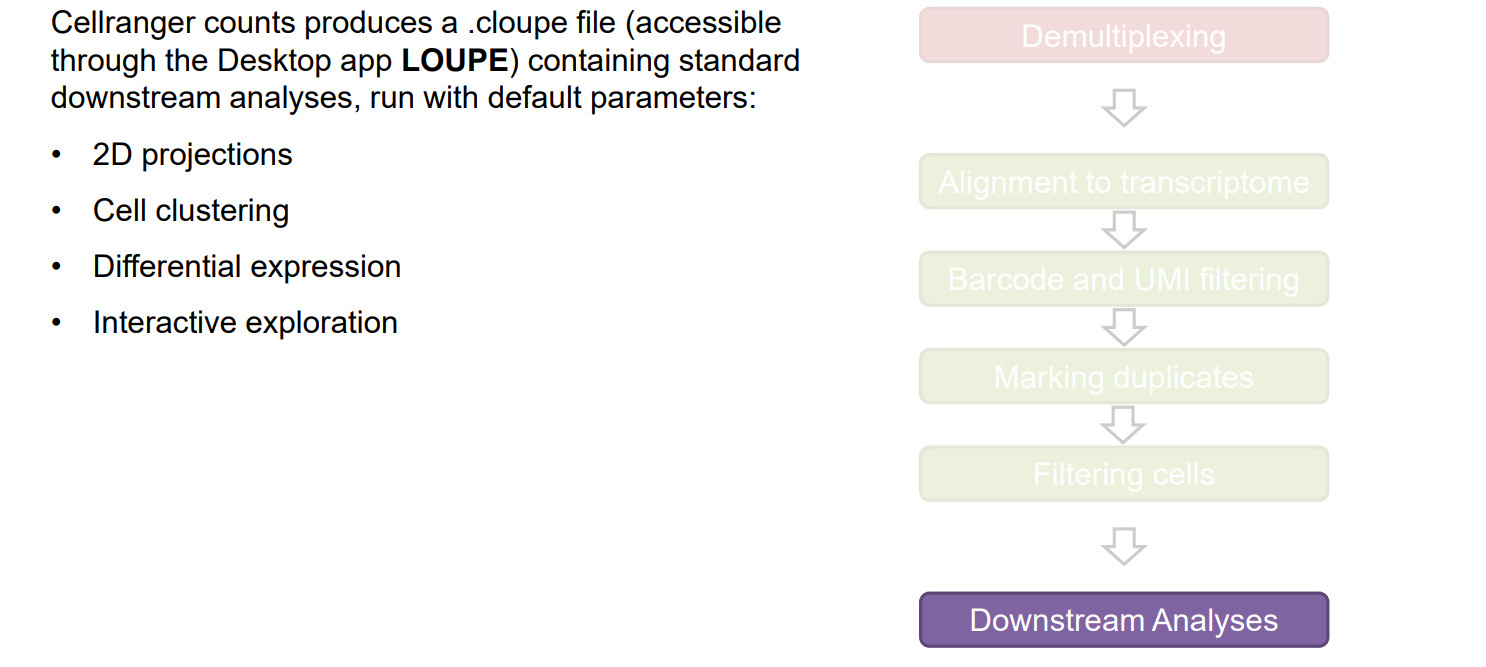 Cellranger counts produces a .cloupe file (accessible
through the Desktop app LOUPE) containing standard
downstream analyses, run with default parameters:
• 2D projections
• Cell clustering
• Differential expression
• Interactive exploration
Demultiplexing
Alignment to transcriptome
Barcode and UMI filtering
Marking duplicates
Filtering cells
Downstream Analyses